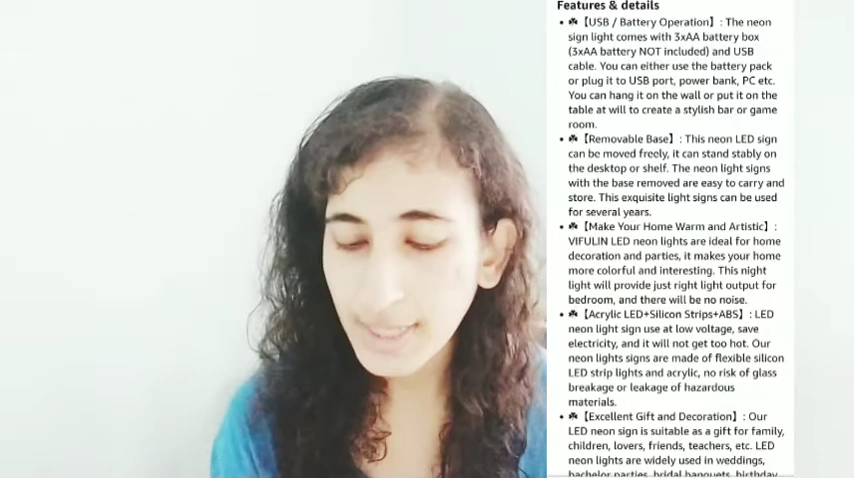 Features & details
• ☘【USB / Battery Operation】: The neon
sign light comes with 3xAA battery box
(3xAA battery NOT included) and USB
cable. You can either use the battery pack
or plug it to USB port, power bank, PC etc.
You can hang it on the wall or put it on the
table at will to create a stylish bar or game
room.
• ☘【Removable Base】: This neon LED sign
can be moved freely, it can stand stably on
the desktop or shelf. The neon light signs
with the base removed are easy to carry and
store. This exquisite light signs can be used
for several years.
• ☘【Make Your Home Warm and Artistic】:
VIFULIN LED neon lights are ideal for home
decoration and parties, it makes your home
more colorful and interesting. This night
light will provide just right light output for
bedroom, and there will be no noise.
• ☘【Acrylic LED+Silicon Strips+ABS】: LED
neon light sign use at low voltage, save
electricity, and it will not get too hot. Our
neon lights signs are made of flexible silicon
LED strip lights and acrylic, no risk of glass
breakage or leakage of hazardous
materials.
• ☘【Excellent Gift and Decoration】: Our
LED neon sign is suitable as a gift for family,
children, lovers, friends, teachers, etc. LED
neon lights are widely used in weddings,
bachelor parties, bridal banquets, birthday